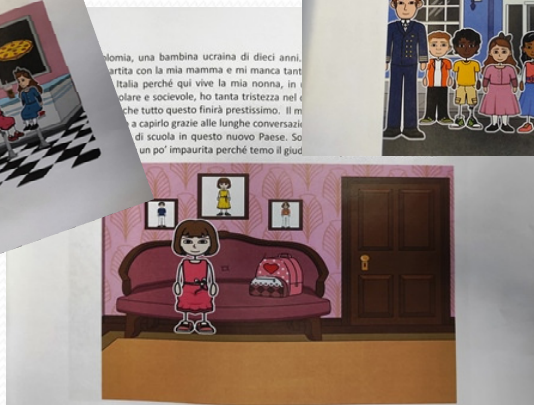 olomia, una bambina ucraina di dieci anni.
artita con la mia mamma e mi manca tant
Italia perché qui vive la mia nonna, in
olare e socievole, ho tanta tristezza nel
che tutto questo finirà prestissimo. Il m
a capirlo grazie alle lunghe conversazio
di scuola in questo nuovo Paese. So
un po' impaurita perché temo il giud